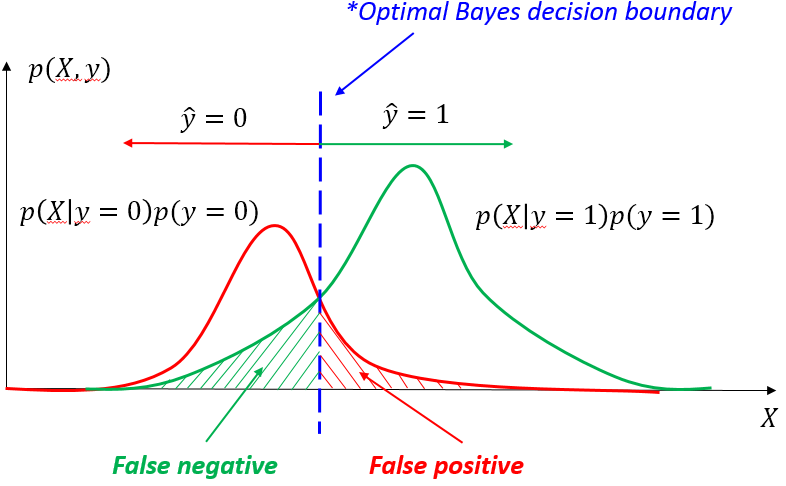 *Optimal Bayes decision boundary
p(X, y)
ŷ = 0
ŷ = 1
p(X|y = 0)p(y = 0)
p(X|y = 1)p(y = 1)
X
False negative
False positive